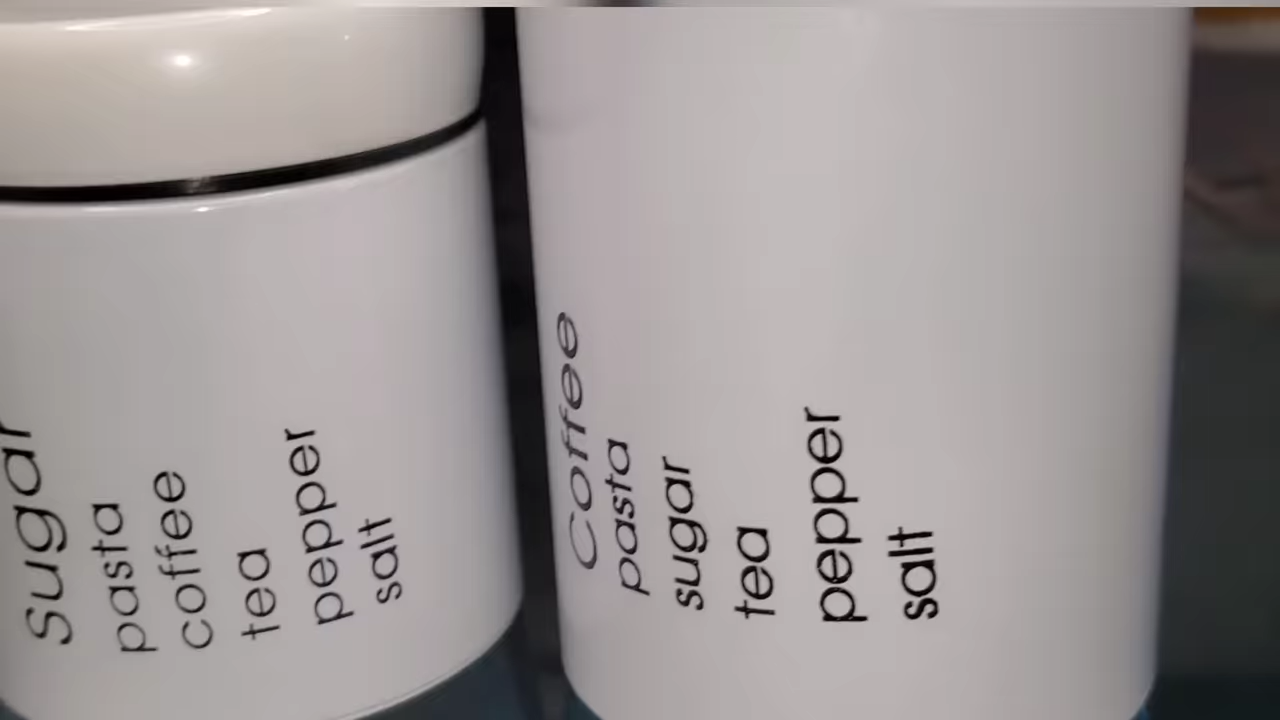 sugar
pasta
coffee
tea
pepper
salt
Coffee
pasta
sugar
tea
pepper
salt